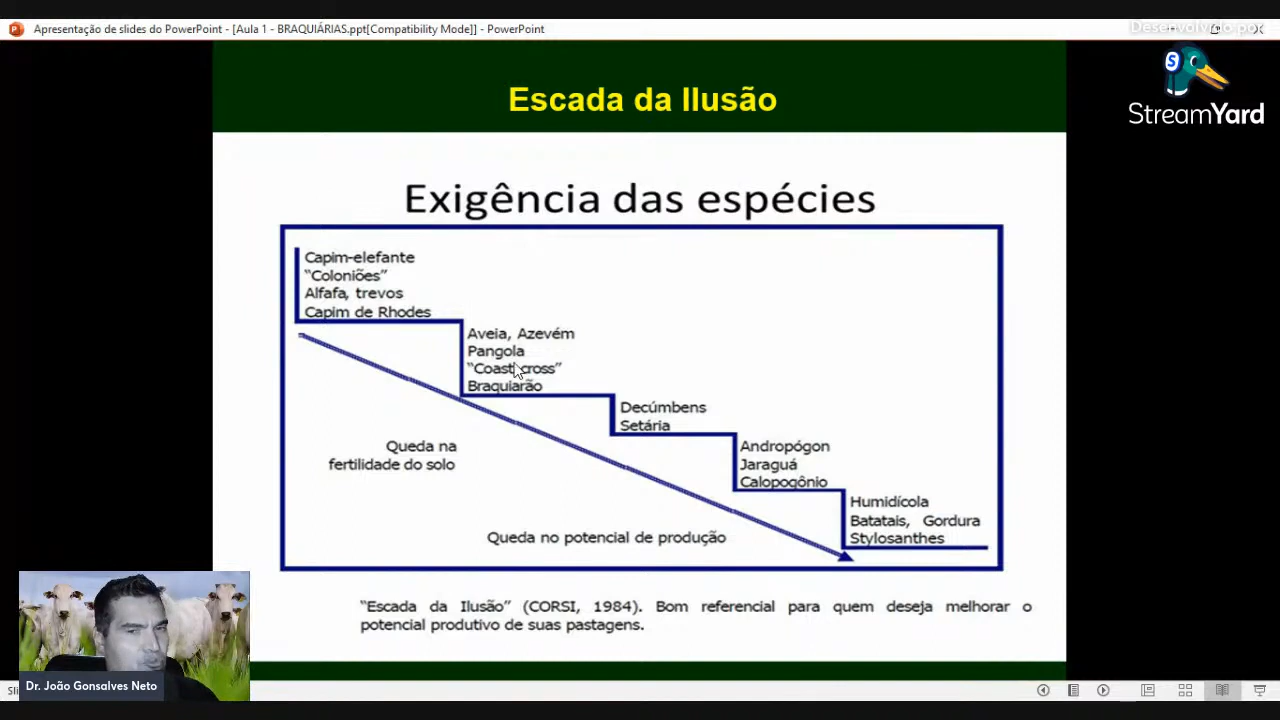 Apresentação de slides do PowerPoint - [Aula 1 - BRAQUIÁRIAS.ppt[Compatibility Mode]] - PowerPoint
Desenvolvido por
StreamYard
Escada da Ilusão
Exigência das espécies
Capim-elefante
“Coloniões”
Alfafa, trevos
Capim de Rhodes
Aveia, Azevém
Pangola
“Coast cross”
Braquiarão
Decúmbens
Setária
Andropógon
Jaraguá
Calopogônio
Humidícola
Batatais, Gordura
Stylosanthes
Queda na
fertilidade do solo
Queda no potencial de produção
“Escada da Ilusão” (CORSI, 1984). Bom referencial para quem deseja melhorar o
potencial produtivo de suas pastagens.
Dr. João Gonsalves Neto